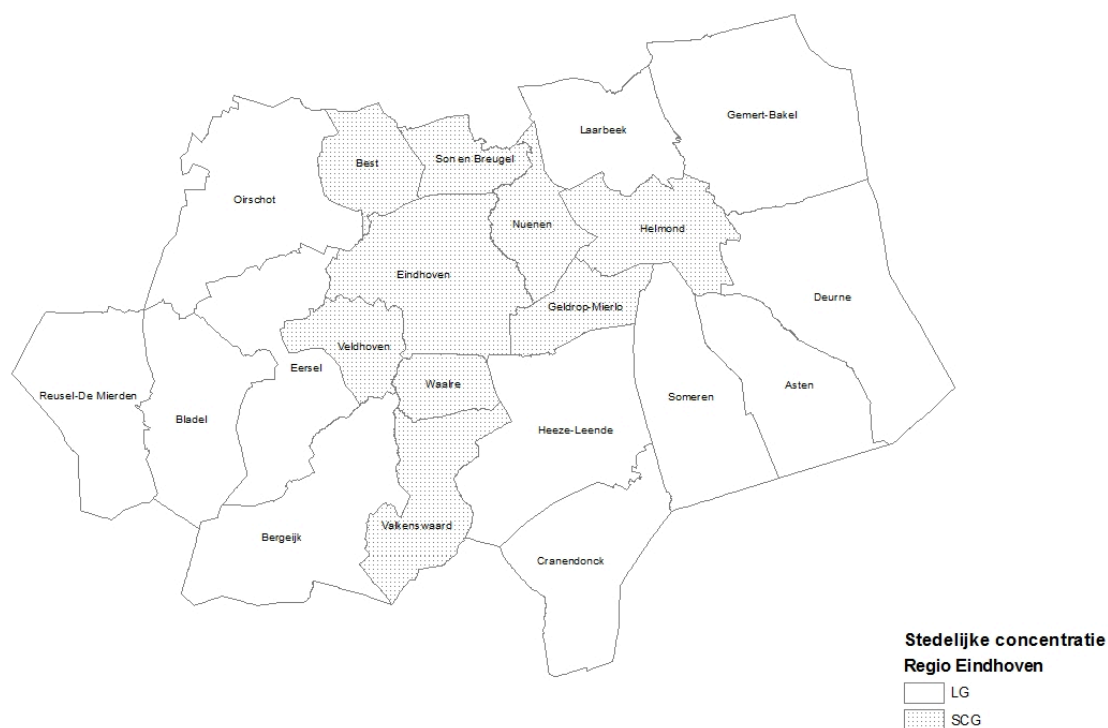 Gemert-Bakel
Laarbeek
Best
Son en Breugel
Oirschot
Nuenen
Helmond
Eindhoven
Deurne
Geldrop-Mierlo
Veldhoven
Eersel
Waalre
Asten
Reusel-De Mierden
Someren
Bladel
Heeze-Leende
Valkenswaard
Bergeijk
Cranendonck
Stedelijke concentratie
Regio Eindhoven
LG
SCG